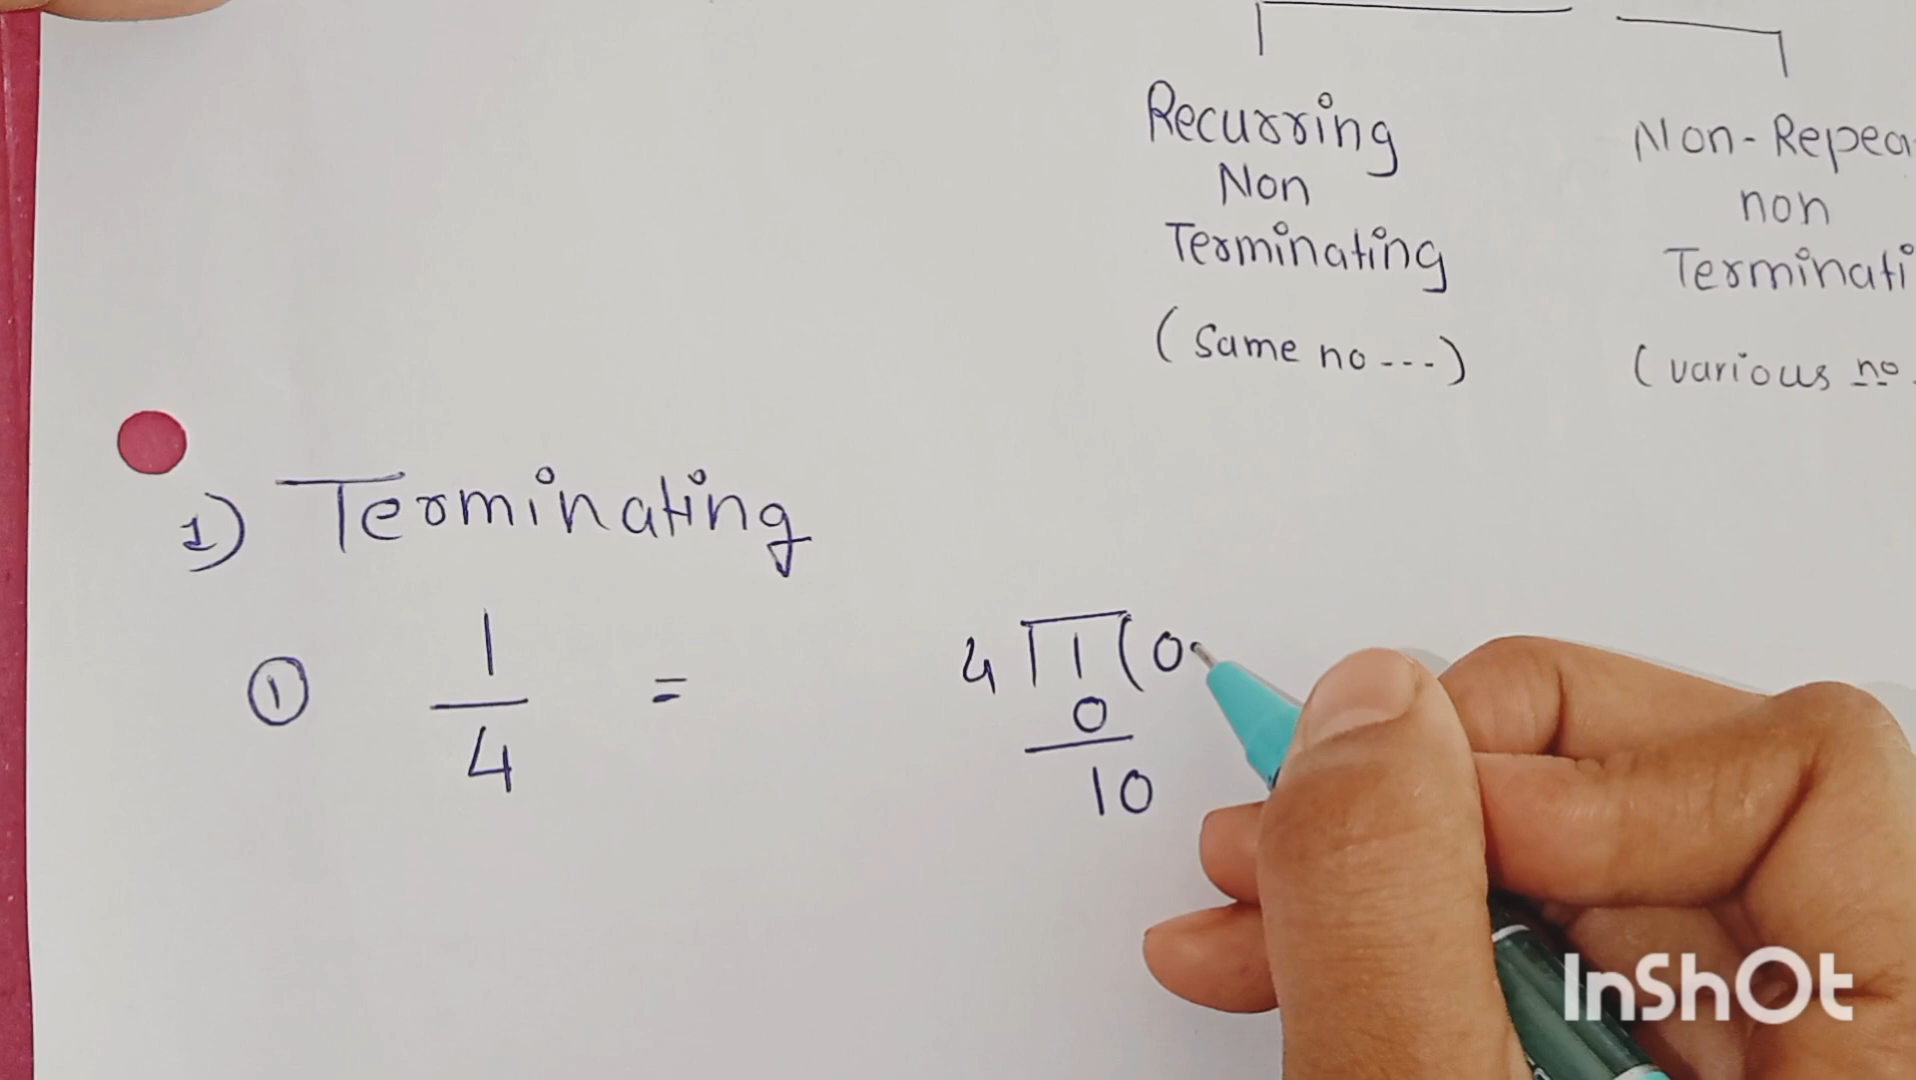 Recurring
Non
Terminating
(Same no ---)
Non-Repea
non
Terminati
(various no.
1) Terminating
① 1/4 =
4 1 ( 0.
0
10
InShOt